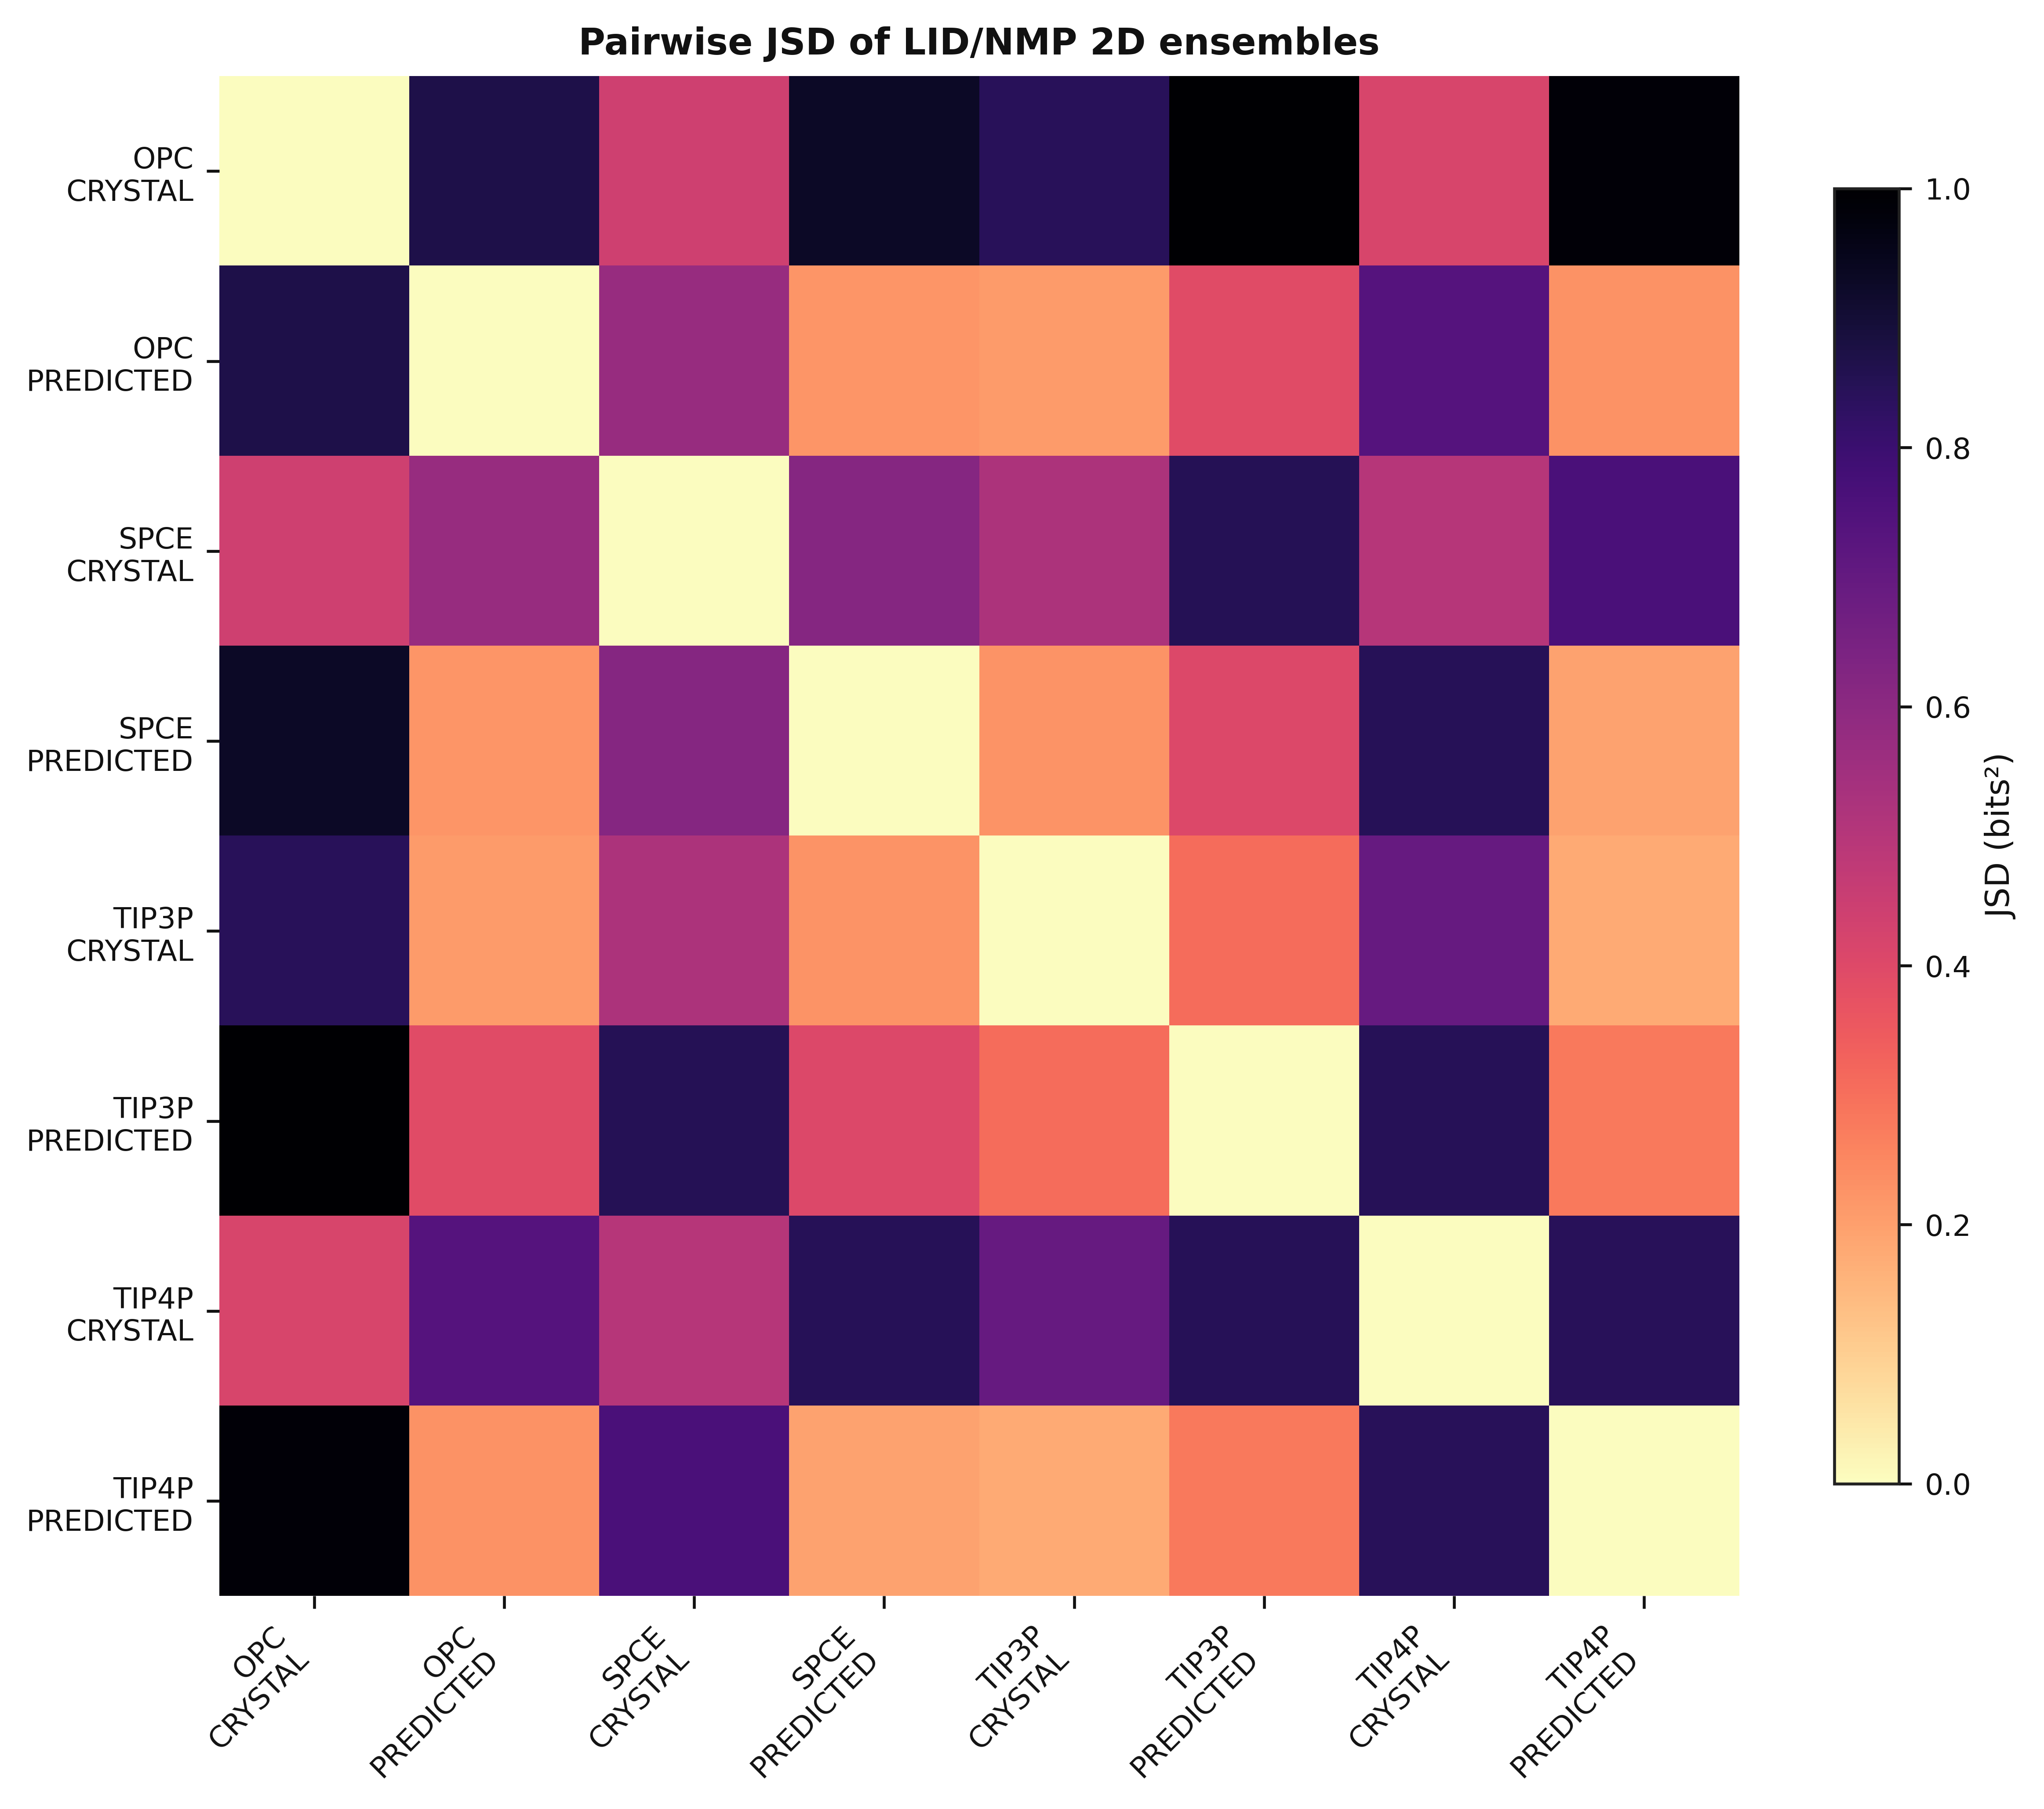 Pairwise JSD of LID/NMP 2D ensembles
OPC
CRYSTAL
OPC
PREDICTED
SPCE
CRYSTAL
SPCE
PREDICTED
TIP3P
CRYSTAL
TIP3P
PREDICTED
TIP4P
CRYSTAL
TIP4P
PREDICTED
OPC
CRYSTAL
OPC
PREDICTED
SPCE
CRYSTAL
SPCE
PREDICTED
TIP3P
CRYSTAL
TIP3P
PREDICTED
TIP4P
CRYSTAL
TIP4P
PREDICTED
1.0
0.8
0.6
0.4
0.2
0.0
JSD (bits²)